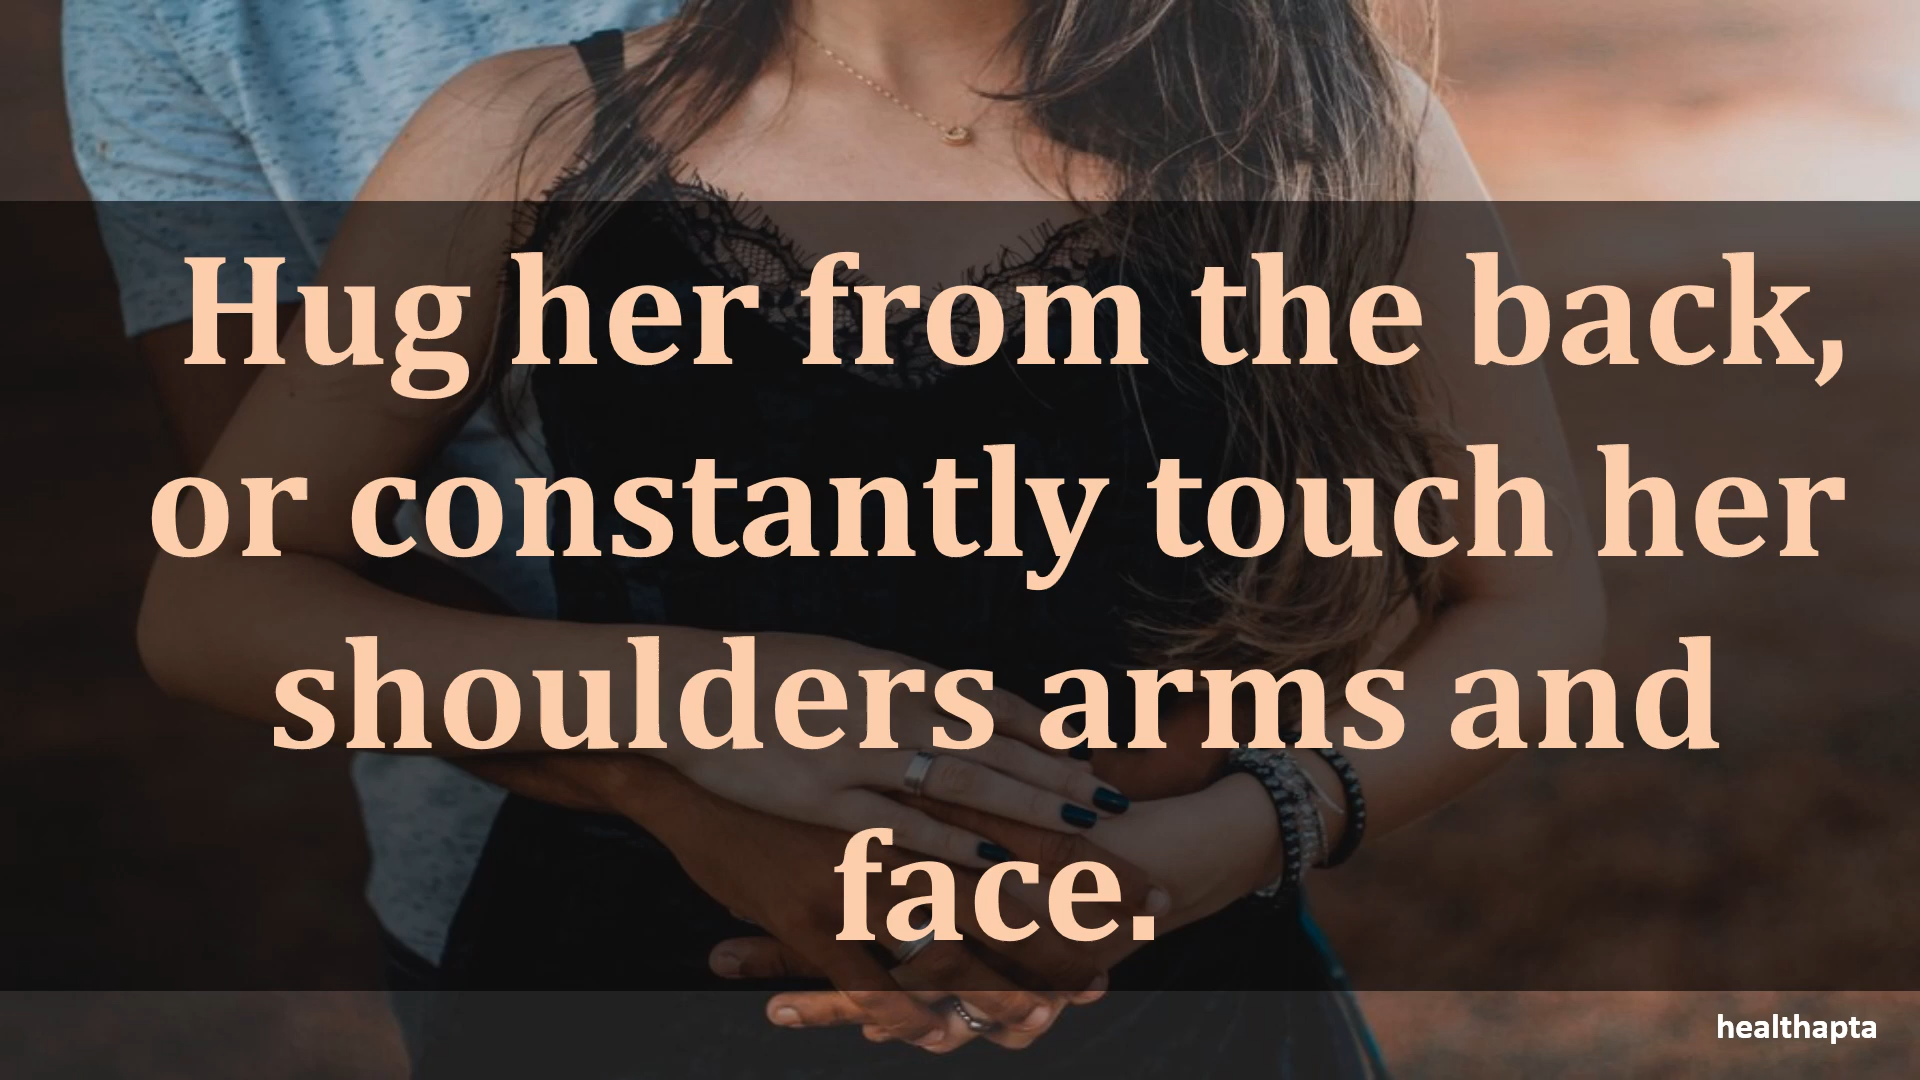 Hug her from the back,
or constantly touch her
shoulders arms and
face.
healthapta